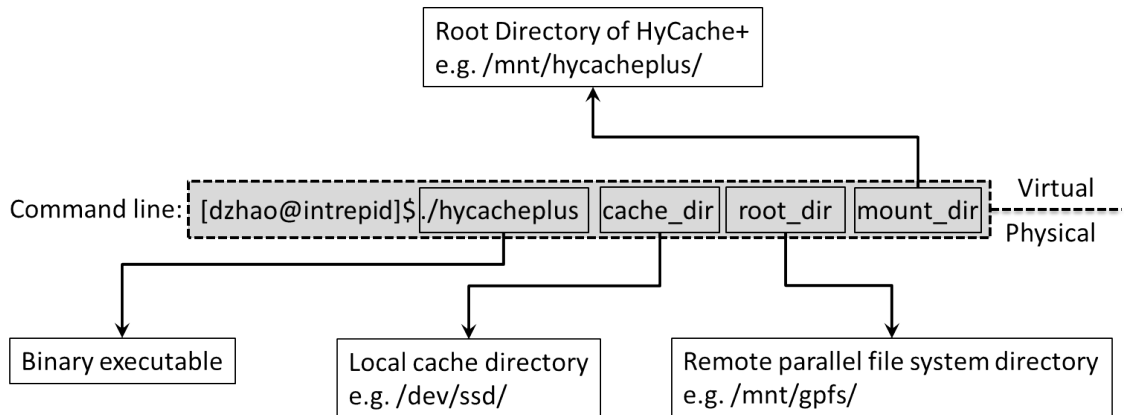 Root Directory of HyCache+
e.g. /mnt/hycacheplus/
Command line: [dzhao@intrepid]$ ./hycacheplus cache_dir root_dir mount_dir
Virtual
Physical
Binary executable
Local cache directory
e.g. /dev/ssd/
Remote parallel file system directory
e.g. /mnt/gpfs/